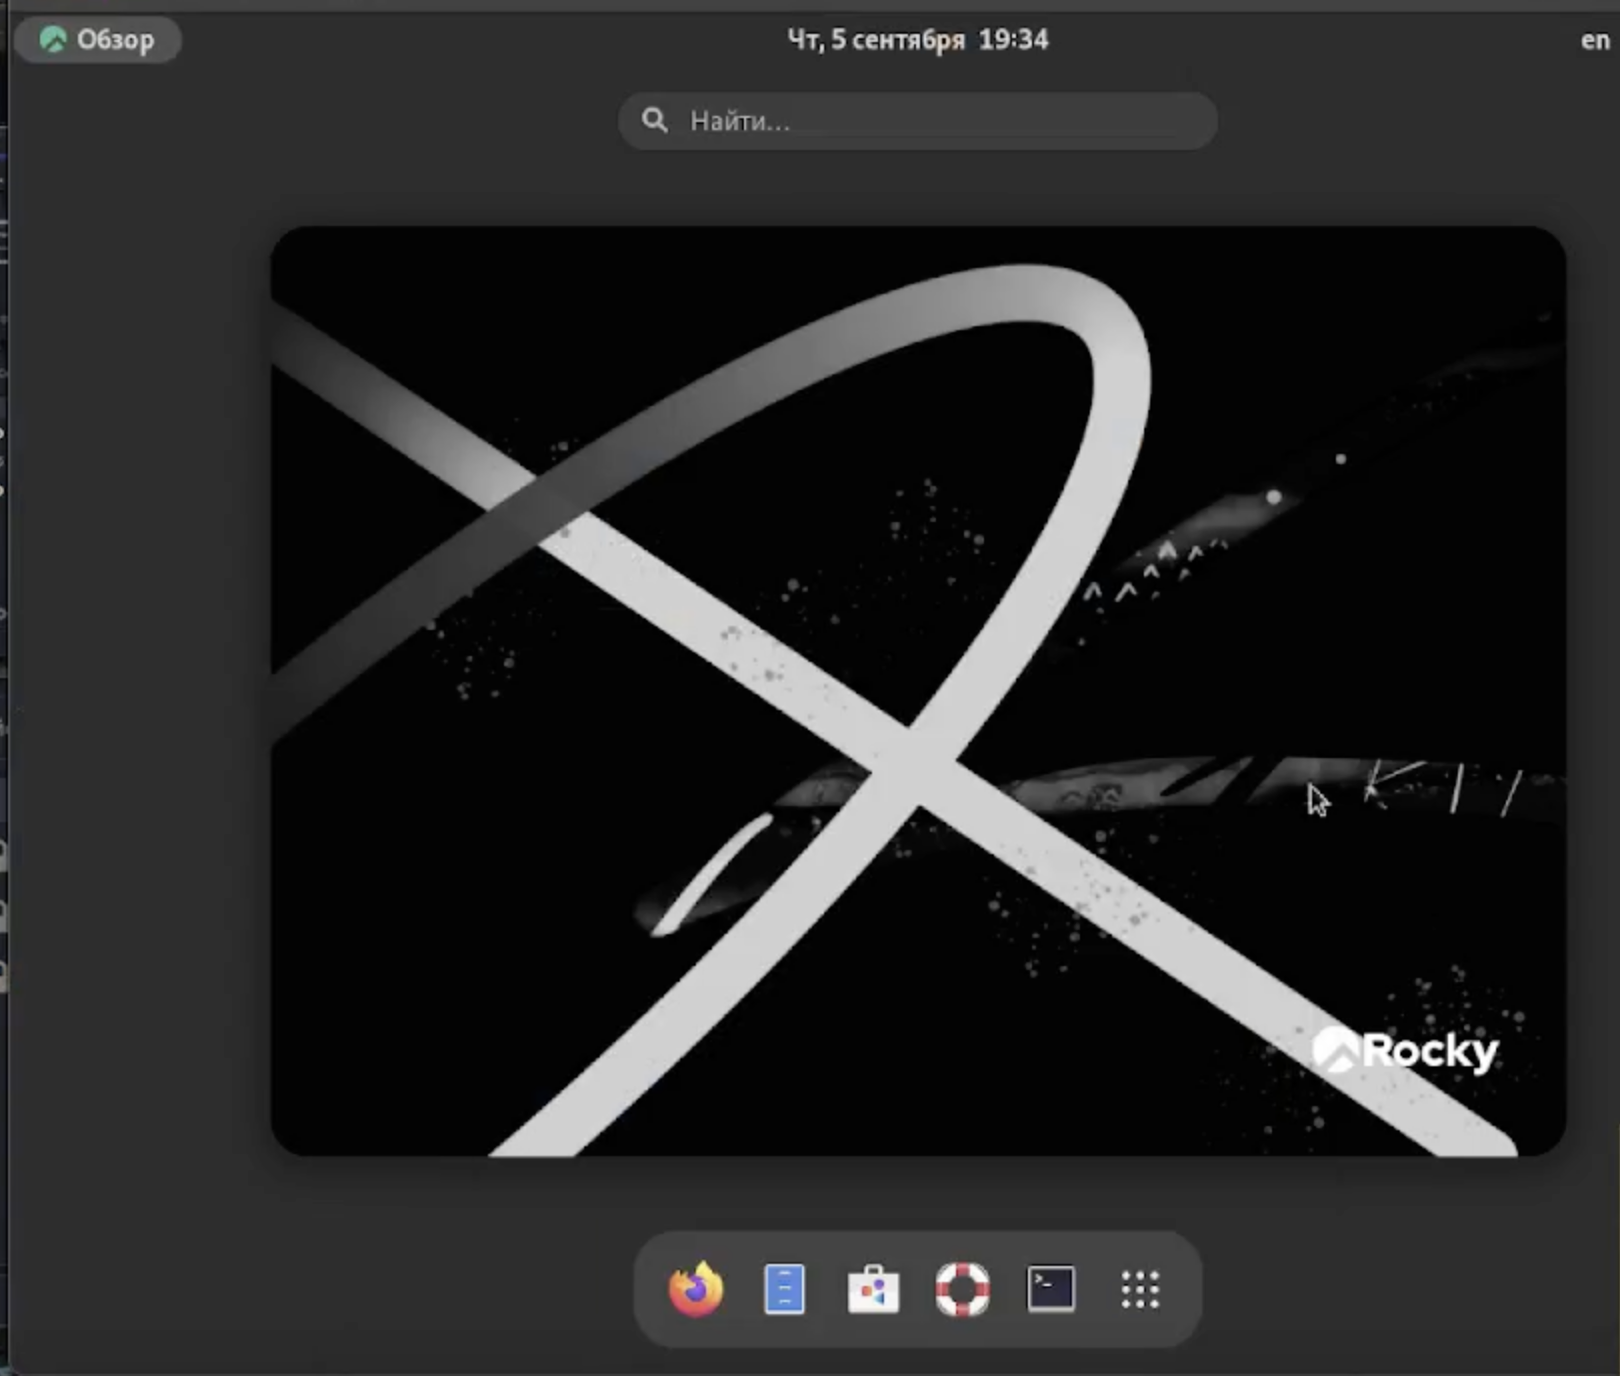 Обзор
Чт, 5 сентября 19:34
en
Найти...
Rocky
>_